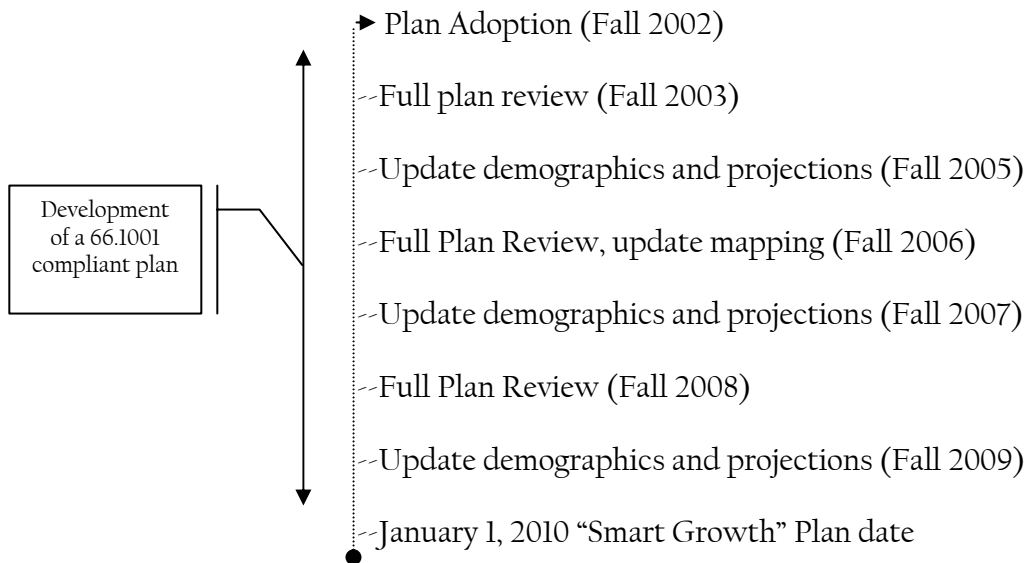 Plan Adoption (Fall 2002)
Full plan review (Fall 2003)
Update demographics and projections (Fall 2005)
Development
of a 66.1001
compliant plan
Full Plan Review, update mapping (Fall 2006)
Update demographics and projections (Fall 2007)
Full Plan Review (Fall 2008)
Update demographics and projections (Fall 2009)
January 1, 2010 “Smart Growth” Plan date